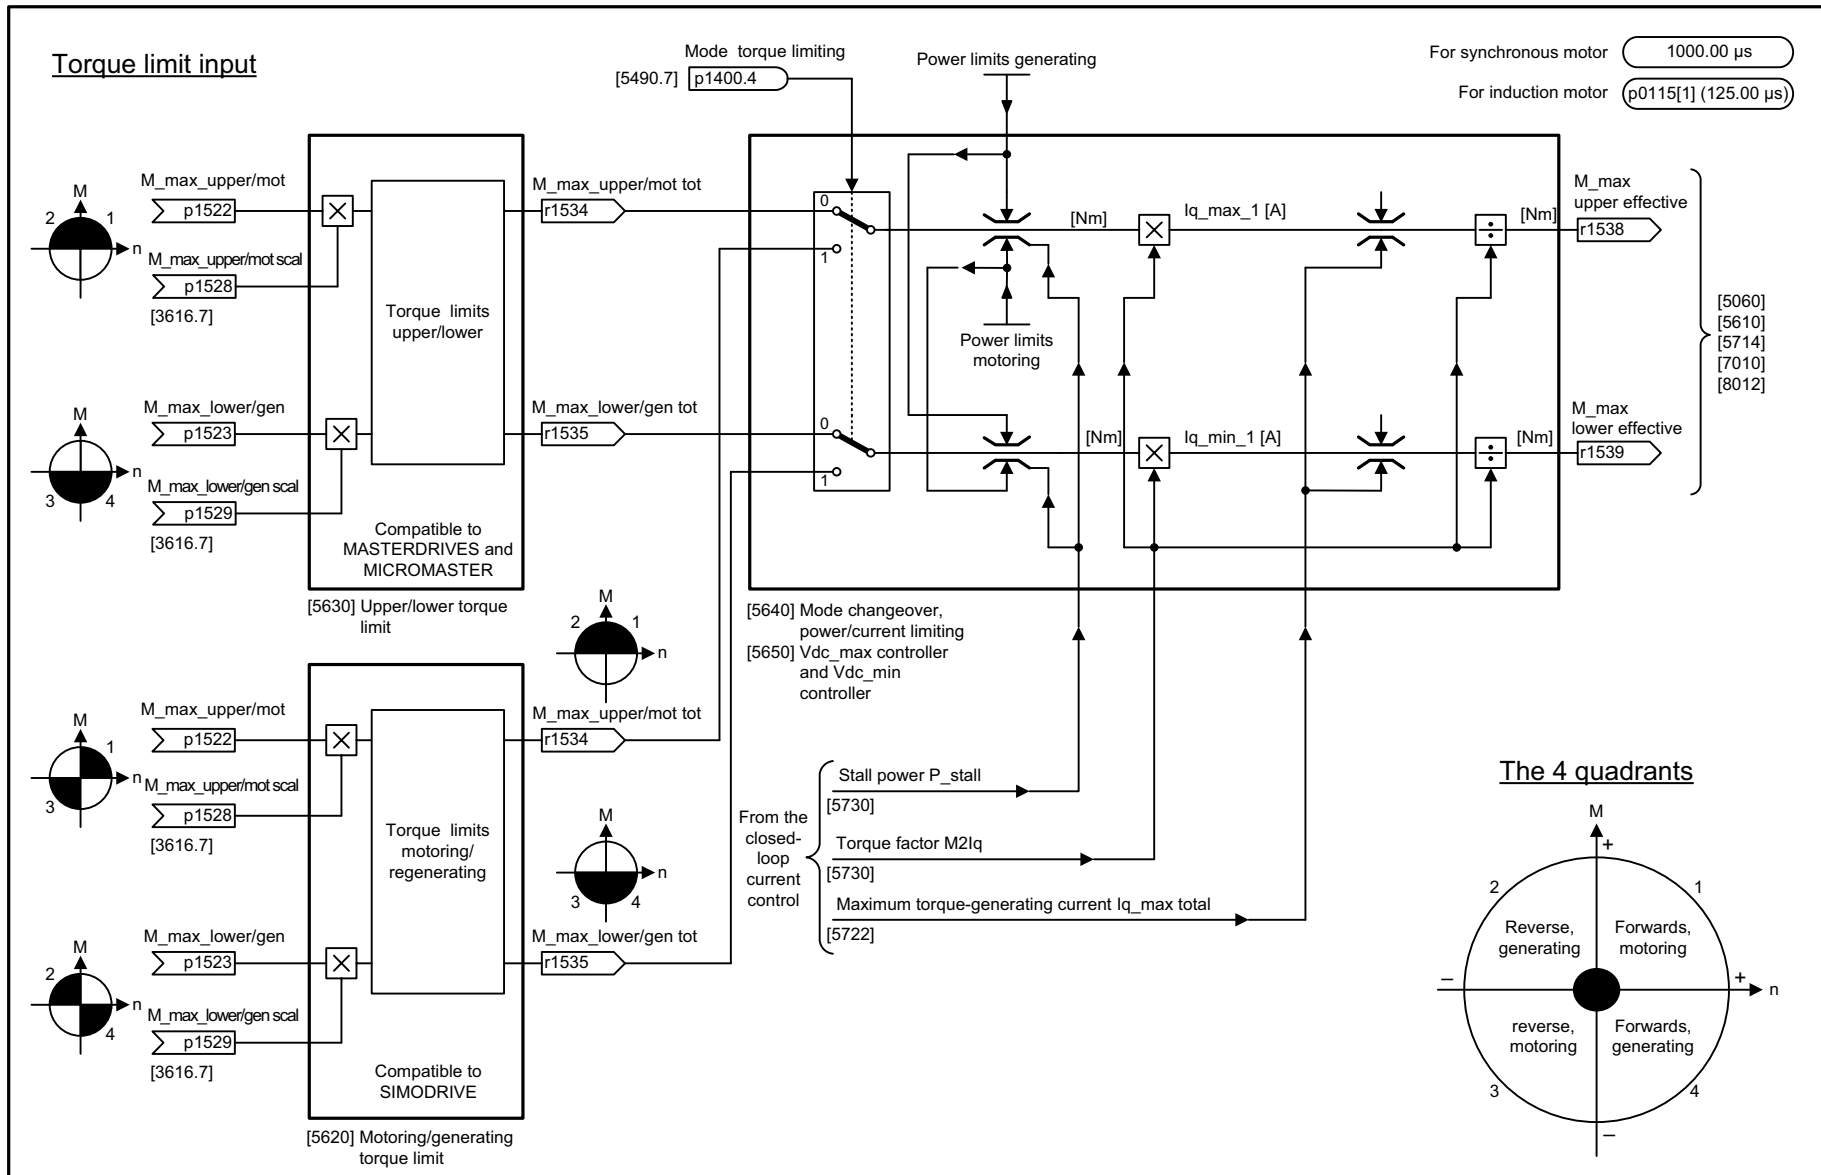 Torque limit input
Mode torque limiting
[5490.7]
p1400.4
Power limits generating
For synchronous motor
1000.00 µs
For induction motor
p0115[1] (125.00 µs)
M
2
1
n
M_max_upper/mot
p1522
M_max_upper/mot scal
p1528
[3616.7]
M
n
3
4
M_max_lower/gen
p1523
M_max_lower/gen scal
p1529
[3616.7]
Torque limits
upper/lower
Compatible to
MASTERDRIVES and
MICROMASTER
[5630] Upper/lower torque
limit
M_max_upper/mot tot
r1534
M_max_lower/gen tot
r1535
0
1
0
1
Power limits
motoring
[Nm]
Iq_max_1 [A]
[Nm]
[Nm]
Iq_min_1 [A]
[Nm]
M_max
upper effective
r1538
M_max
lower effective
r1539
[5060]
[5610]
[5714]
[7010]
[8012]
[5640] Mode changeover,
power/current limiting
[5650] Vdc_max controller
and Vdc_min
controller
M
2
1
n
M
1
n
3
M_max_upper/mot
p1522
M_max_upper/mot scal
p1528
[3616.7]
M
2
n
4
M_max_lower/gen
p1523
M_max_lower/gen scal
p1529
[3616.7]
Torque limits
motoring/
regenerating
Compatible to
SIMODRIVE
[5620] Motoring/generating
torque limit
M_max_upper/mot tot
r1534
M
n
3
4
M_max_lower/gen tot
r1535
From the
closed-
loop
current
control
Stall power P_stall
[5730]
Torque factor M2Iq
[5730]
Maximum torque-generating current Iq_max total
[5722]
The 4 quadrants
M
+
2
1
Reverse,
generating
Forwards,
motoring
–
+
n
reverse,
motoring
Forwards,
generating
3
4
–